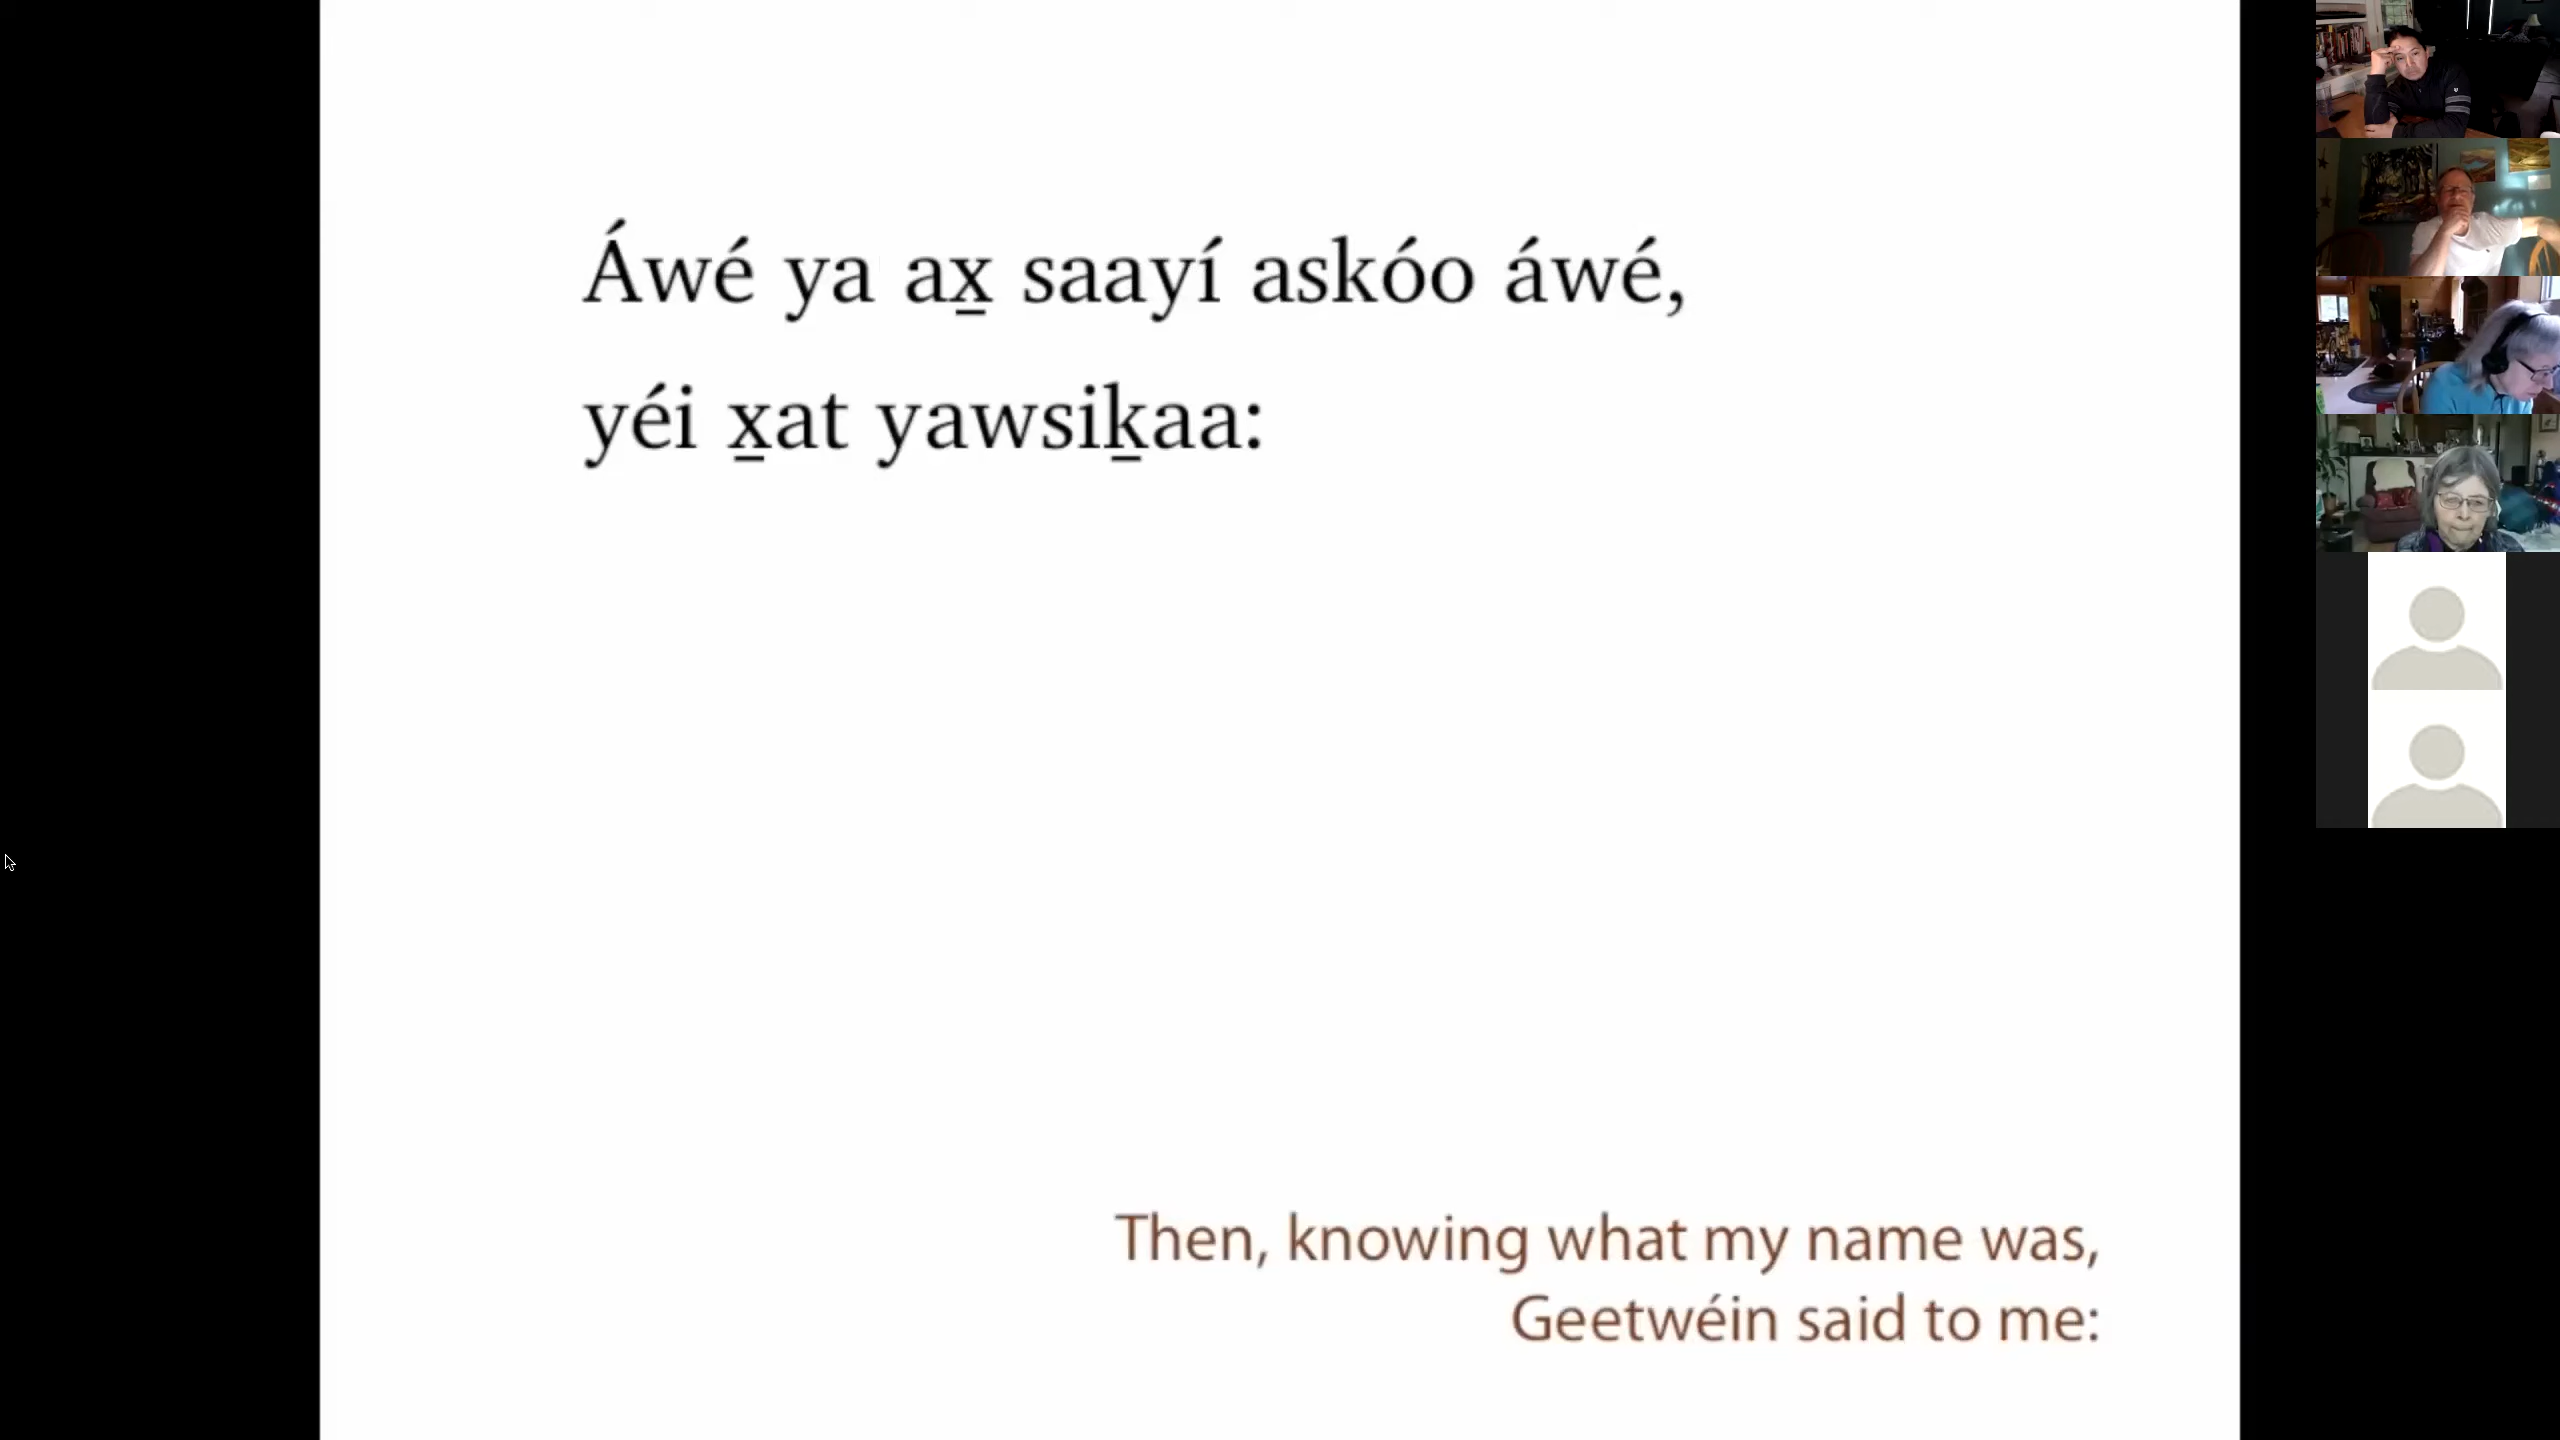 Áwé ya ax̱ saayí askóo áwé,
yéi x̱at yawsiḵaa:
Then, knowing what my name was,
Geetwéin said to me: